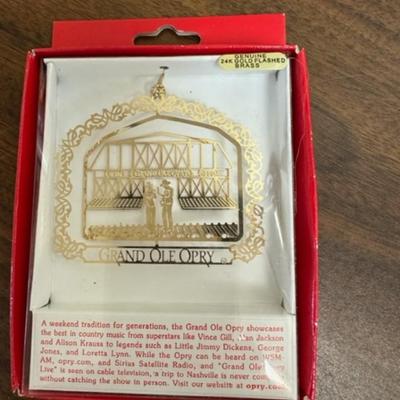 GENUINE
24K GOLD FLASHED
BRASS
GRAND OLE OPRY
A weekend tradition for generations, the Grand Ole Opry showcases
the best in country music from superstars like Vince Gill, Alan Jackson
and Alison Krauss to legends such as Little Jimmy Dickens, George
Jones, and Loretta Lynn. While the Opry can be heard on WSM-
AM, opry.com, and Sirius Satellite Radio, and "Grand Ole Opry
Live" is seen on cable television, a trip to Nashville is never complete
without catching the show in person. Visit our website at opry.com